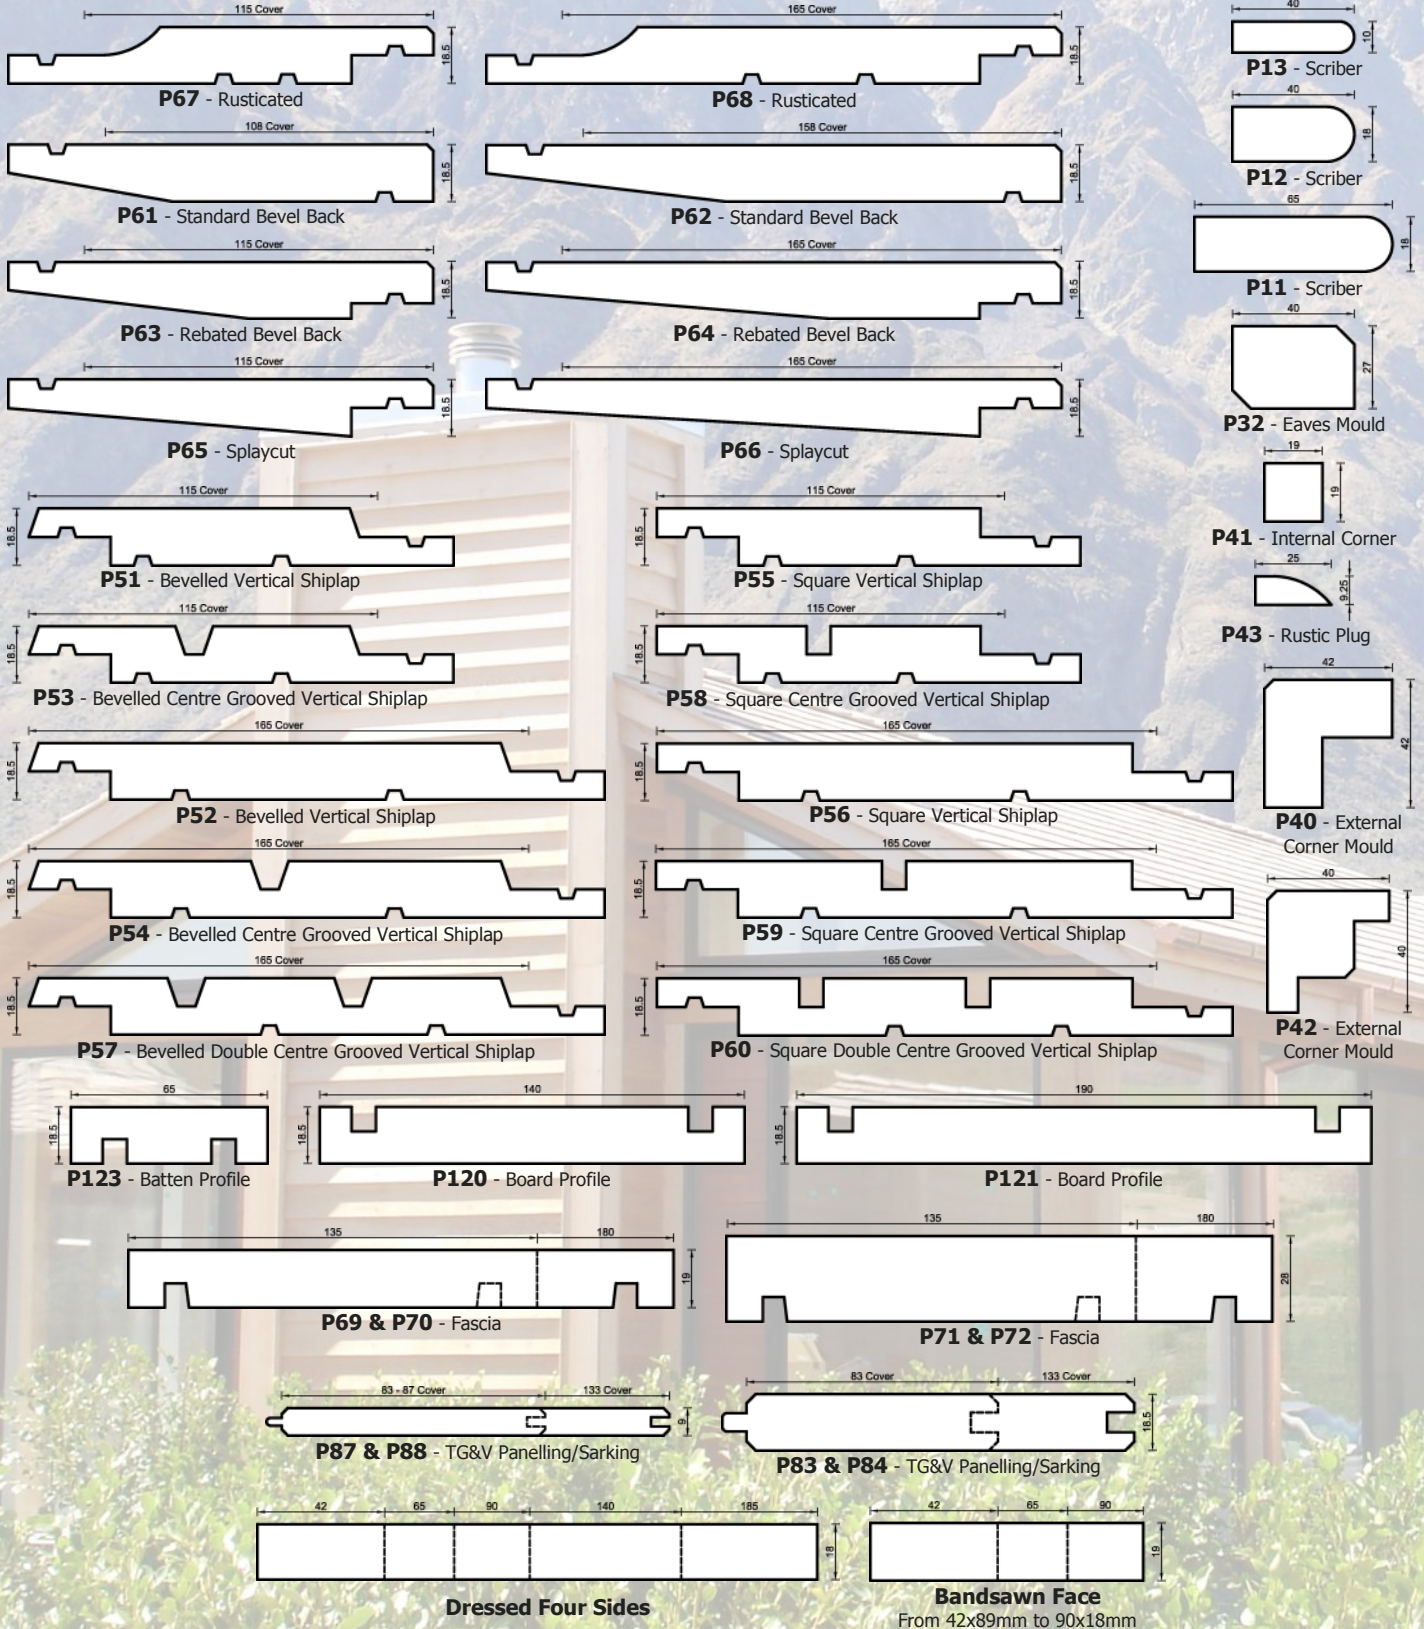 115 Cover
18.5
P67 - Rusticated
165 Cover
18.5
P68 - Rusticated
40
10
P13 - Scriber
108 Cover
18.5
P61 - Standard Bevel Back
158 Cover
18.5
P62 - Standard Bevel Back
40
18
P12 - Scriber
115 Cover
18.5
P63 - Rebated Bevel Back
165 Cover
18.5
P64 - Rebated Bevel Back
65
18
P11 - Scriber
115 Cover
18.5
P65 - Splaycut
165 Cover
18.5
P66 - Splaycut
40
27
P32 - Eaves Mould
19
19
P41 - Internal Corner
115 Cover
18.5
P51 - Bevelled Vertical Shiplap
115 Cover
18.5
P55 - Square Vertical Shiplap
25
9.25
P43 - Rustic Plug
115 Cover
18.5
P53 - Bevelled Centre Grooved Vertical Shiplap
115 Cover
18.5
P58 - Square Centre Grooved Vertical Shiplap
42
42
P40 - External
Corner Mould
165 Cover
18.5
P52 - Bevelled Vertical Shiplap
165 Cover
18.5
P56 - Square Vertical Shiplap
165 Cover
18.5
P54 - Bevelled Centre Grooved Vertical Shiplap
165 Cover
18.5
P59 - Square Centre Grooved Vertical Shiplap
40
40
P42 - External
Corner Mould
165 Cover
18.5
P57 - Bevelled Double Centre Grooved Vertical Shiplap
165 Cover
18.5
P60 - Square Double Centre Grooved Vertical Shiplap
65
18.5
P123 - Batten Profile
140
18.5
P120 - Board Profile
190
18.5
P121 - Board Profile
135 180
19
P69 & P70 - Fascia
135 180
28
P71 & P72 - Fascia
83 - 87 Cover 133 Cover
9
P87 & P88 - TG&V Panelling/Sarking
83 Cover 133 Cover
18.5
P83 & P84 - TG&V Panelling/Sarking
42 65 90 140 185
18
Dressed Four Sides
42 65 90
19
Bandsawn Face
From 42x89mm to 90x18mm